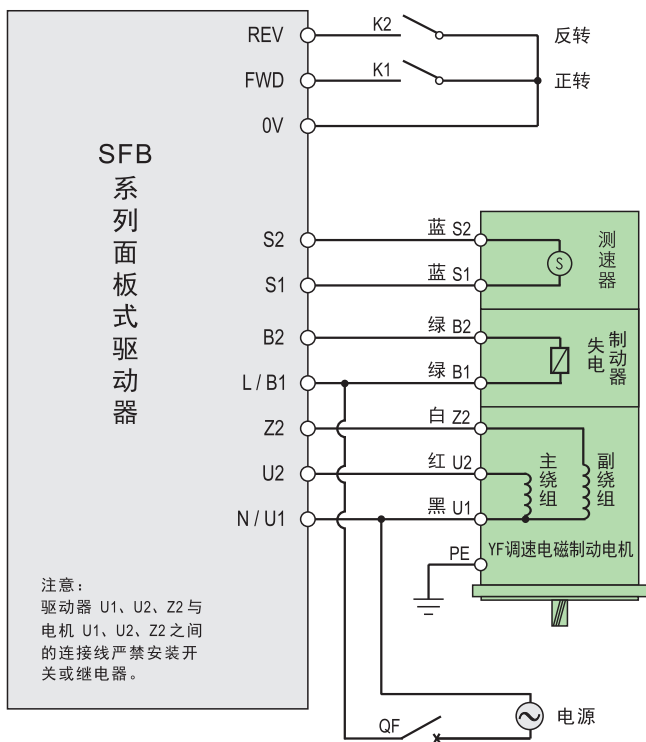 REV
K2
反转
FWD
K1
正转
0V
SFB
系列面板式驱动器
S2
蓝 S2
S1
蓝 S1
测速器
S
B2
绿 B2
L / B1
绿 B1
失电制动器
Z2
白 Z2
U2
红 U2
N / U1
黑 U1
主绕组
副绕组
PE
YF调速电磁制动电机
注意：
驱动器 U1、U2、Z2 与
电机 U1、U2、Z2 之间
的连接线严禁安装开
关或继电器。
QF
电源